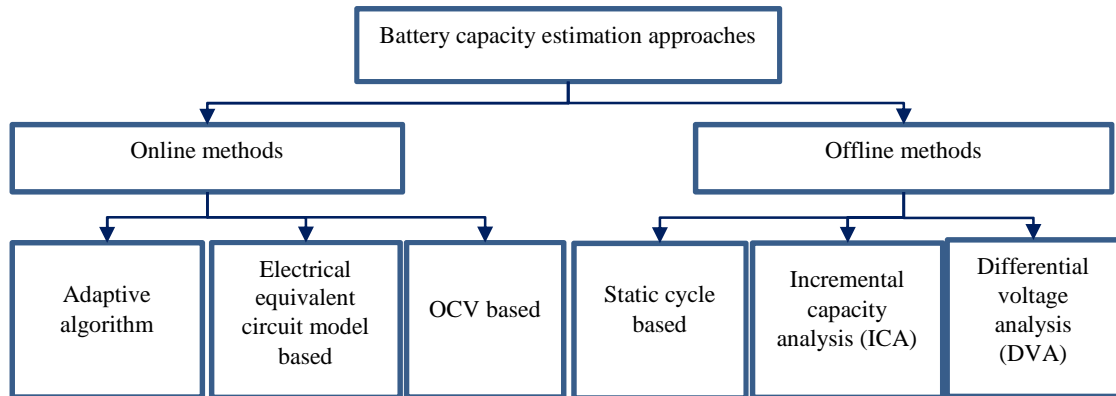 Battery capacity estimation approaches
Online methods
Offline methods
Adaptive
algorithm
Electrical
equivalent
circuit model
based
OCV based
Static cycle
based
Incremental
capacity
analysis (ICA)
Differential
voltage
analysis
(DVA)